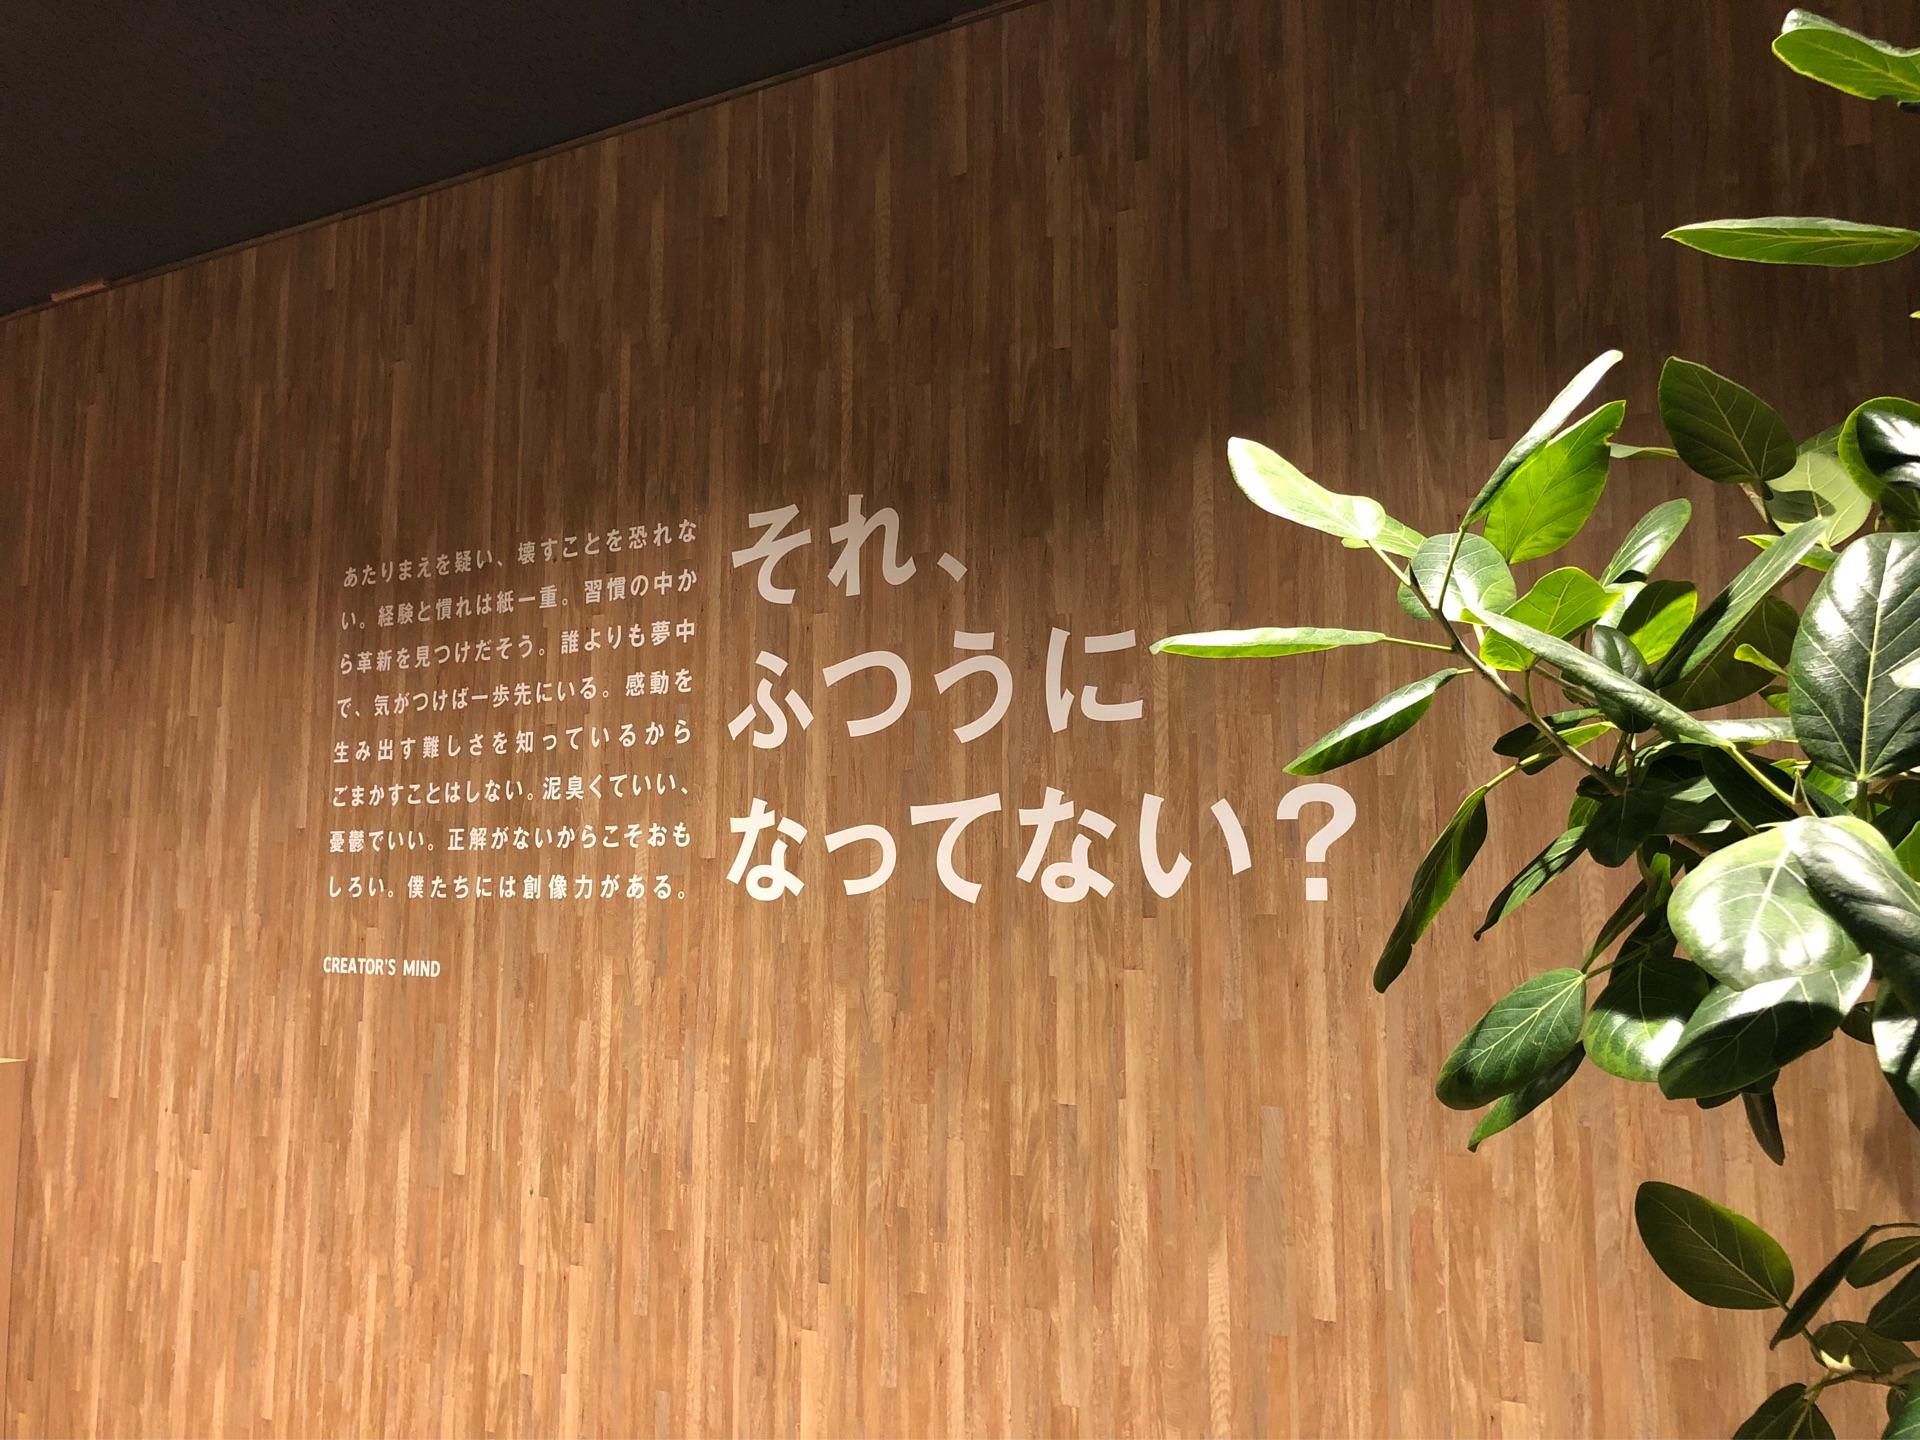 それ、
ふつうに
なってない？
あたりまえを疑い、壊すことを恐れな
い。経験と慣れは紙一重。習慣の中か
ら革新を見つけだそう。誰よりも夢中
で、気がつけば一歩先にいる。感動を
生み出す難しさを知っているから
ごまかすことはしない。泥臭くていい、
憂鬱でいい。正解がないからこそおも
しろい。僕たちには創像力がある。
CREATOR'S MIND